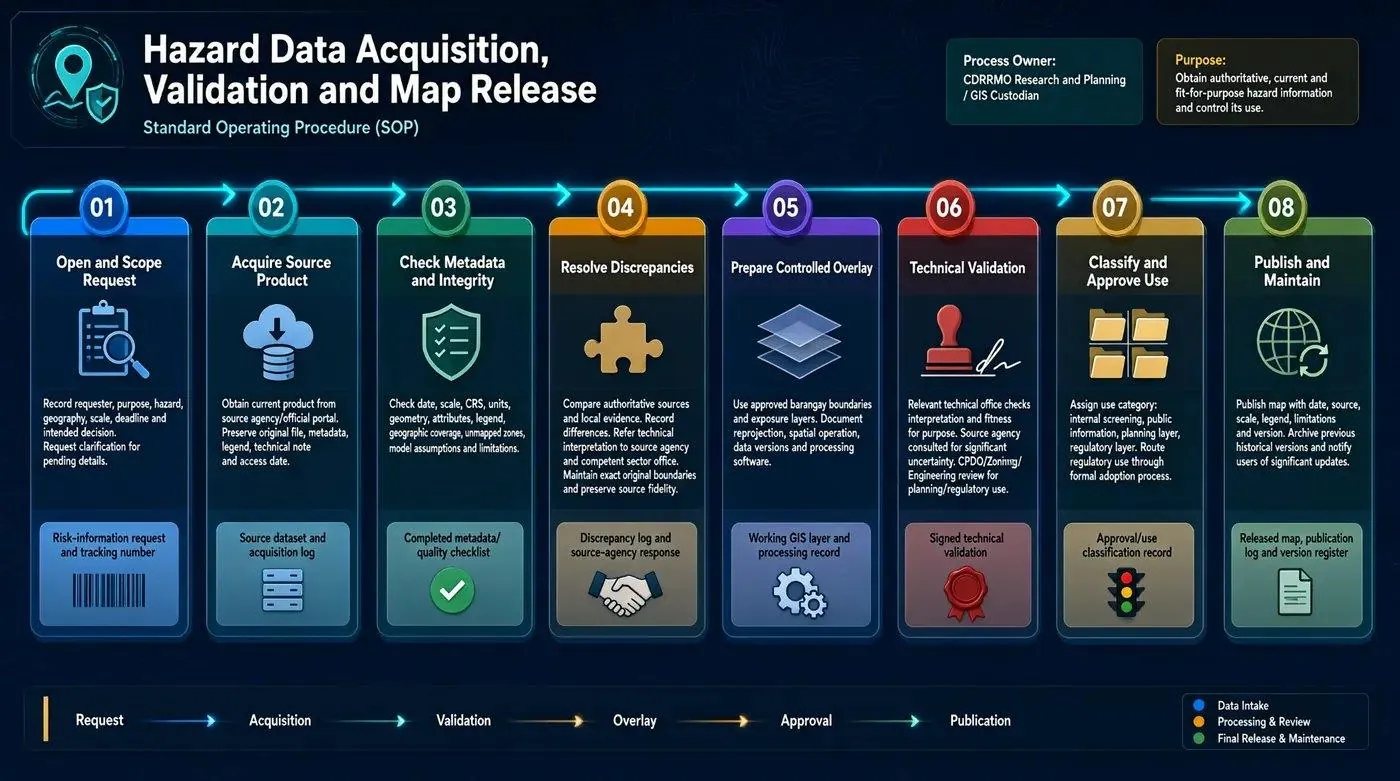 Hazard Data Acquisition,
Validation and Map Release
Standard Operating Procedure (SOP)
Process Owner:
CDRRMO Research and Planning
/ GIS Custodian
Purpose:
Obtain authoritative, current and
fit-for-purpose hazard information
and control its use.
01
Open and Scope
Request
Record requester, purpose, hazard,
geography, scale, deadline and
intended decision.
Request clarification for
pending details.
Risk-information request
and tracking number
02
Acquire Source
Product
Obtain current product from
source agency/official portal.
Preserve original file, metadata,
legend, technical note
and access date.
Source dataset and
acquisition log
03
Check Metadata
and Integrity
Check date, scale, CRS, units,
geometry, attributes, legend,
geographic coverage, unmapped zones,
model assumptions and limitations.
Completed metadata/
quality checklist
04
Resolve Discrepancies
Compare authoritative sources
and local evidence. Record
differences. Refer technical
interpretation to source agency
and competent sector office.
Maintain exact original boundaries
and preserve source fidelity.
Discrepancy log and
source-agency response
05
Prepare Controlled Overlay
Use approved barangay boundaries
and exposure layers. Document
reprojection, spatial operation,
data versions and processing
software.
Working GIS layer and
processing record
06
Technical Validation
Relevant technical office checks
interpretation and fitness
for purpose. Source agency
consulted for significant
uncertainty. CPDO/
Engineering review for
planning/regulatory use.
Signed technical
validation
07
Classify and
Approve Use
Assign use category:
internal screening, public
information, planning layer,
regulatory layer. Route
regulatory use through
formal adoption process.
Approval/use
classification record
08
Publish and
Maintain
Publish map with date, source,
scale, legend, limitations
and version. Archive previous
historical versions and notify
users of significant updates.
Released map, publication
log and version register
Request
Acquisition
Validation
Overlay
Approval
Publication
Data Intake
Processing & Review
Final Release & Maintenance